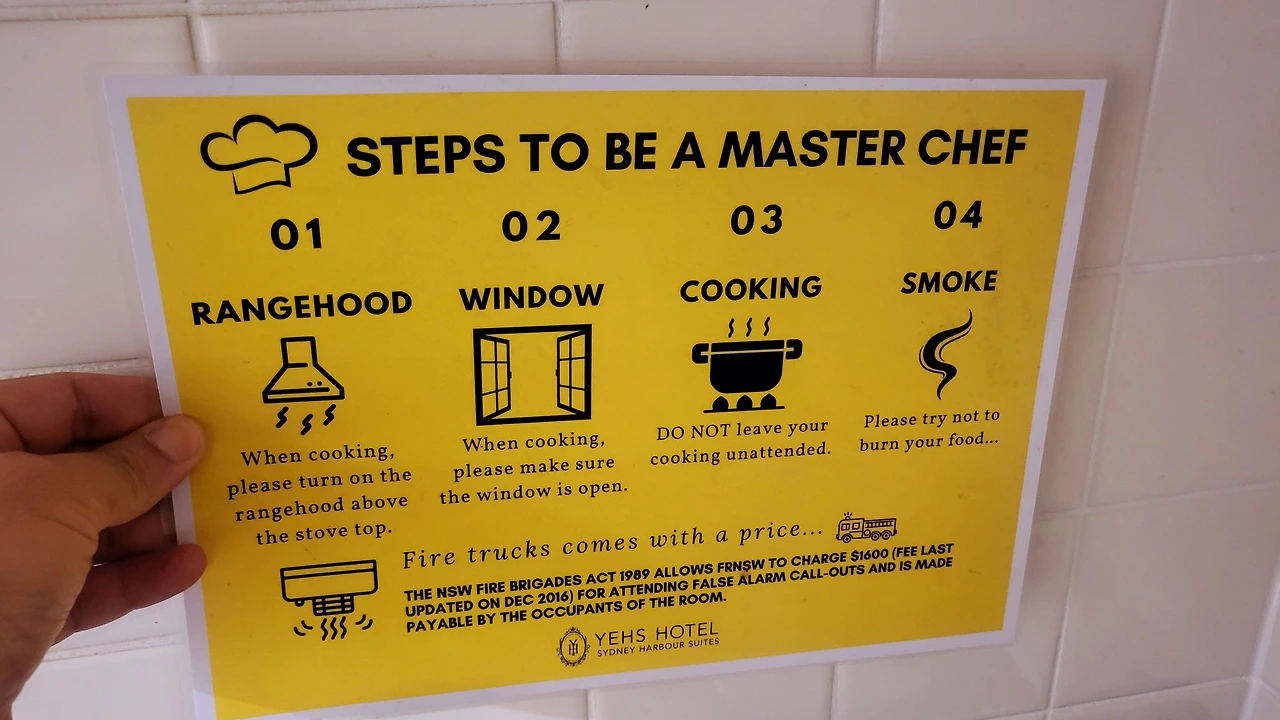 STEPS TO BE A MASTER CHEF
01
RANGEHOOD
When cooking,
please turn on the
rangehood above
the stove top.
02
WINDOW
When cooking,
please make sure
the window is open.
03
COOKING
DO NOT leave your
cooking unattended.
04
SMOKE
Please try not to
burn your food...
Fire trucks comes with a price...
THE NSW FIRE BRIGADES ACT 1989 ALLOWS FRNSW TO CHARGE $1600 (FEE LAST
UPDATED ON DEC 2016) FOR ATTENDING FALSE ALARM CALL-OUTS AND IS MADE
PAYABLE BY THE OCCUPANTS OF THE ROOM.
YEHS HOTEL
SYDNEY HARBOUR SUITES